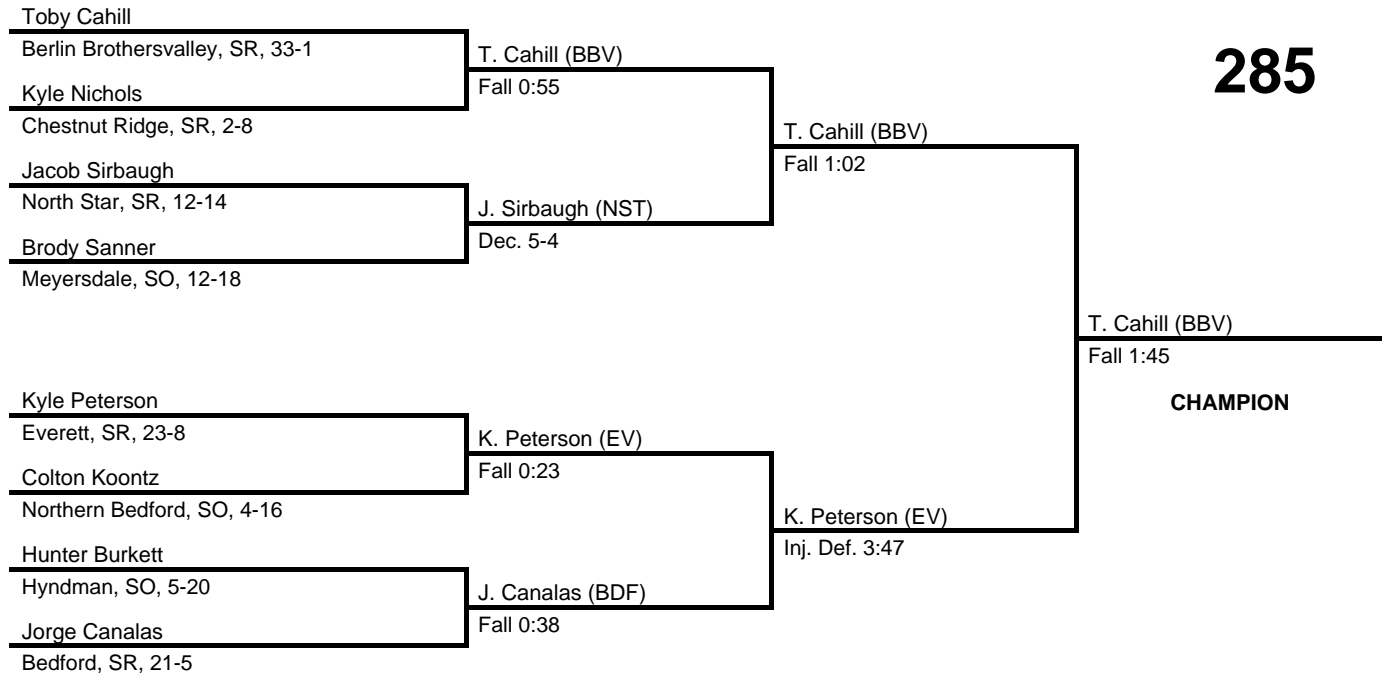 285
Toby Cahill
Berlin Brothersvalley, SR, 33-1
Kyle Nichols
Chestnut Ridge, SR, 2-8
Jacob Sirbaugh
North Star, SR, 12-14
Brody Sanner
Meyersdale, SO, 12-18
Kyle Peterson
Everett, SR, 23-8
Colton Koontz
Northern Bedford, SO, 4-16
Hunter Burkett
Hyndman, SO, 5-20
Jorge Canalas
Bedford, SR, 21-5
T. Cahill (BBV)
Fall 0:55
J. Sirbaugh (NST)
Dec. 5-4
K. Peterson (EV)
Fall 0:23
J. Canalas (BDF)
Fall 0:38
T. Cahill (BBV)
Fall 1:02
K. Peterson (EV)
Inj. Def. 3:47
T. Cahill (BBV)
Fall 1:45
CHAMPION